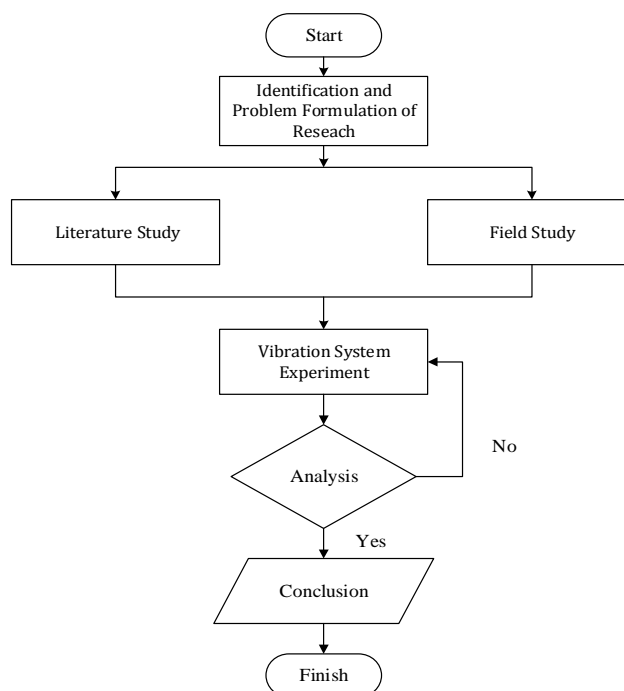 Start
Identification and
Problem Formulation of
Reseach
Literature Study
Field Study
Vibration System
Experiment
No
Analysis
Yes
Conclusion
Finish